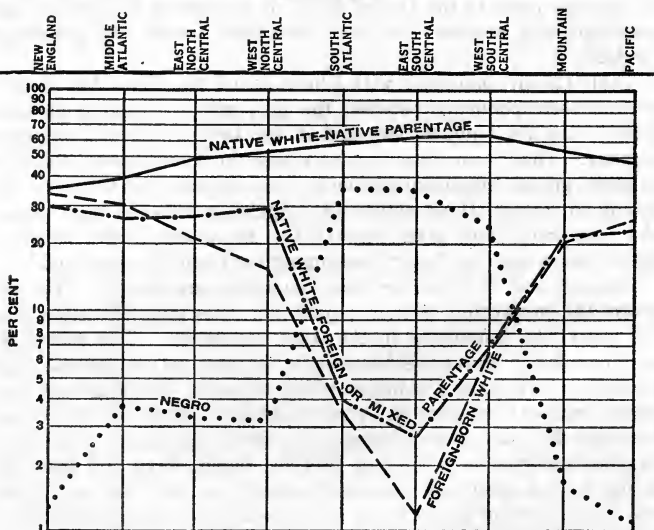 NEW
ENGLAND
MIDDLE
ATLANTIC
EAST
NORTH
CENTRAL
WEST
NORTH
CENTRAL
SOUTH
ATLANTIC
EAST
SOUTH
CENTRAL
WEST
SOUTH
CENTRAL
MOUNTAIN
PACIFIC
PER CENT
100
90
80
70
60
50
40
30
20
10
9
8
7
6
5
4
3
2
1
NATIVE WHITE-NATIVE PARENTAGE
NATIVE WHITE-FOREIGN OR MIXED PARENTAGE
FOREIGN-BORN WHITE
NEGRO